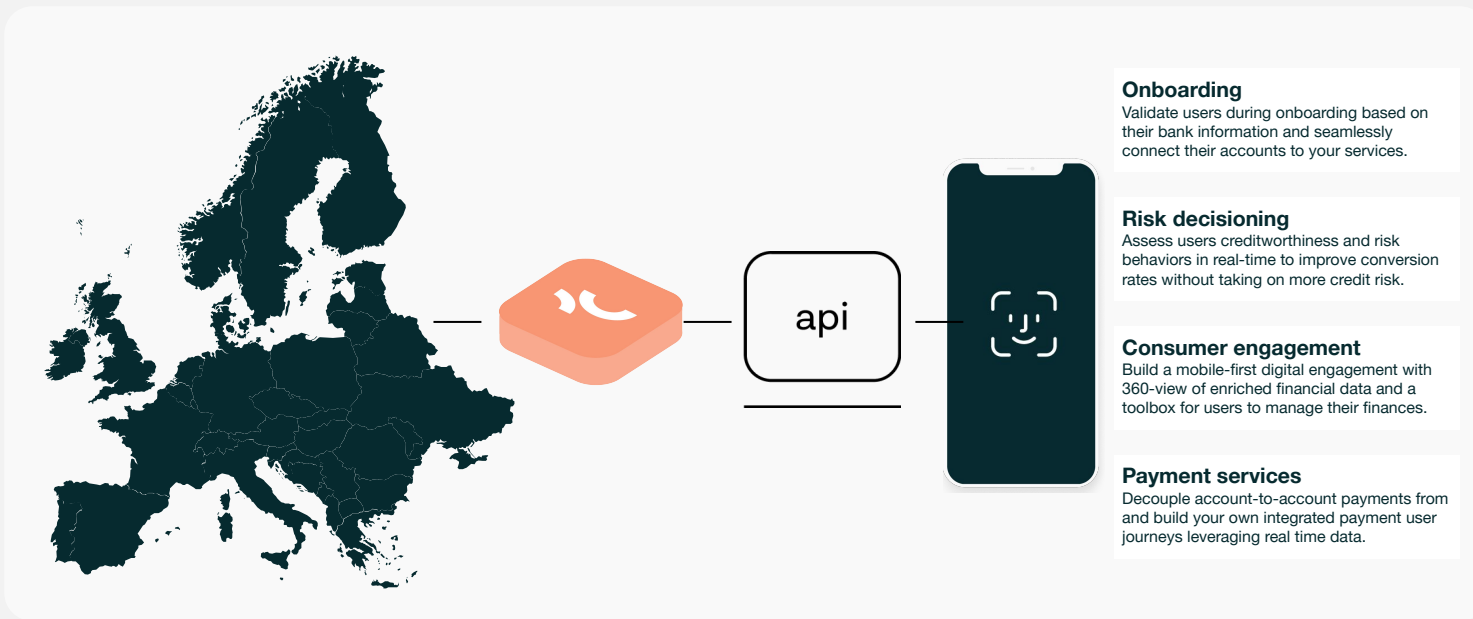 api
Onboarding
Validate users during onboarding based on
their bank information and seamlessly
connect their accounts to your services.
Risk decisioning
Assess users creditworthiness and risk
behaviors in real-time to improve conversion
rates without taking on more credit risk.
Consumer engagement
Build a mobile-first digital engagement with
360-view of enriched financial data and a
toolbox for users to manage their finances.
Payment services
Decouple account-to-account payments from
and build your own integrated payment user
journeys leveraging real time data.